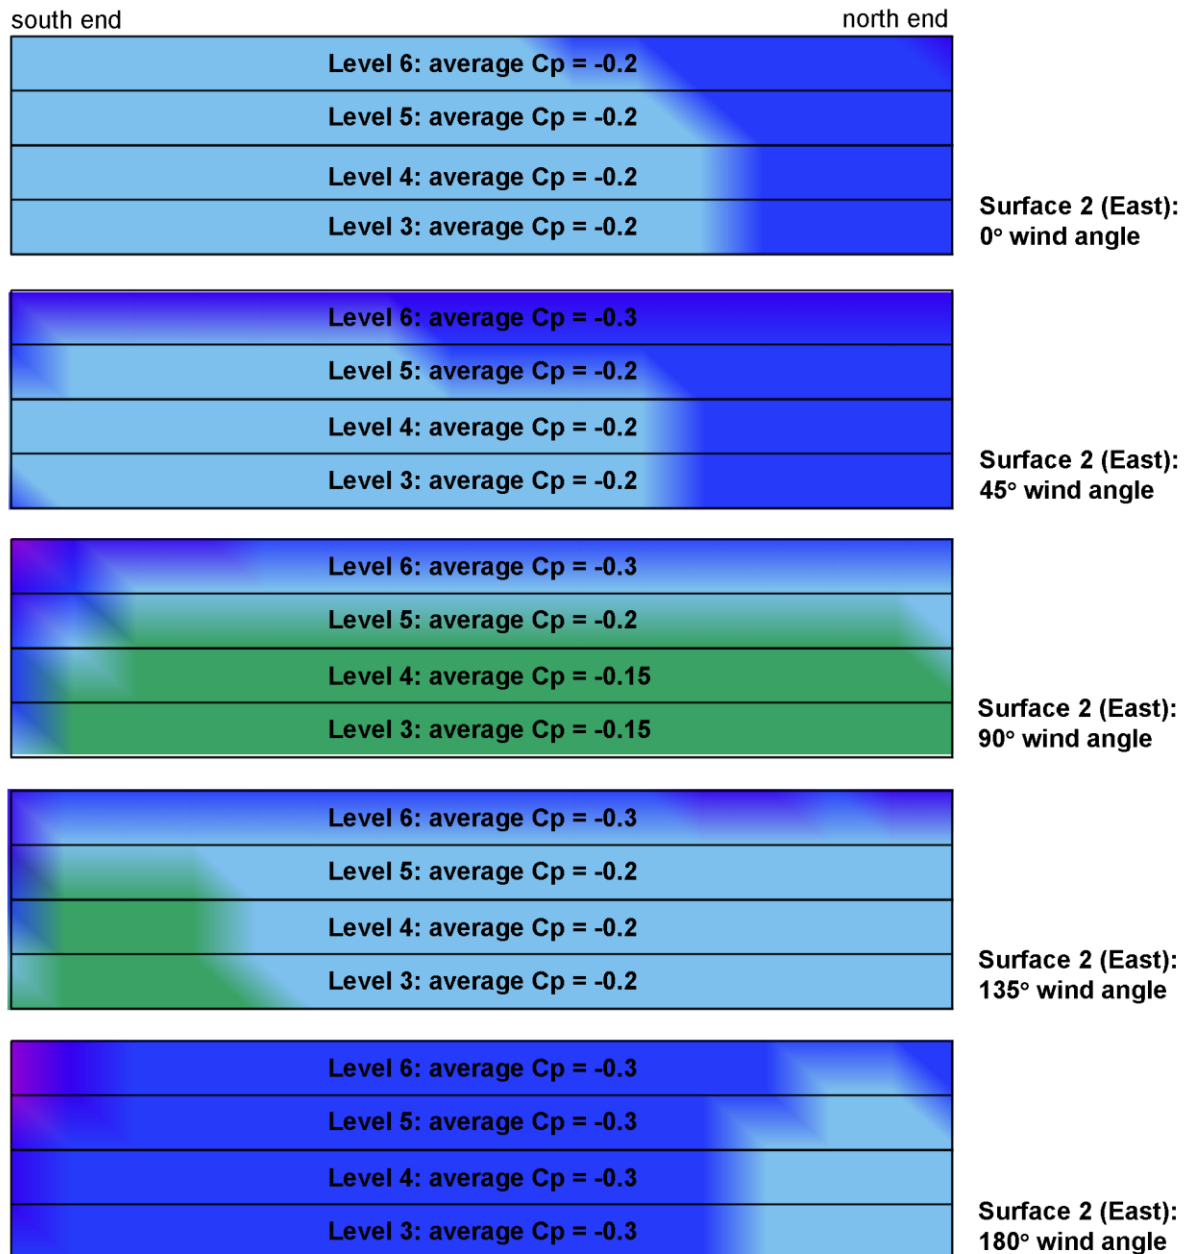 south end
north end
Level 6: average Cp = -0.2
Level 5: average Cp = -0.2
Level 4: average Cp = -0.2
Level 3: average Cp = -0.2
Surface 2 (East):
0° wind angle
Level 6: average Cp = -0.3
Level 5: average Cp = -0.2
Level 4: average Cp = -0.2
Level 3: average Cp = -0.2
Surface 2 (East):
45° wind angle
Level 6: average Cp = -0.3
Level 5: average Cp = -0.2
Level 4: average Cp = -0.15
Level 3: average Cp = -0.15
Surface 2 (East):
90° wind angle
Level 6: average Cp = -0.3
Level 5: average Cp = -0.2
Level 4: average Cp = -0.2
Level 3: average Cp = -0.2
Surface 2 (East):
135° wind angle
Level 6: average Cp = -0.3
Level 5: average Cp = -0.3
Level 4: average Cp = -0.3
Level 3: average Cp = -0.3
Surface 2 (East):
180° wind angle